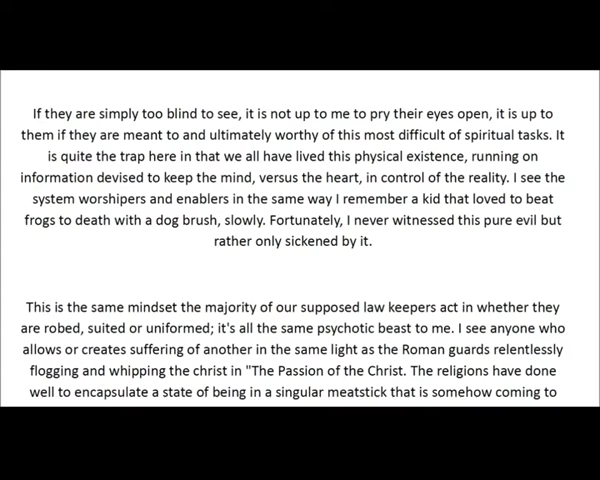 If they are simply too blind to see, it is not up to me to pry their eyes open, it is up to
them if they are meant to and ultimately worthy of this most difficult of spiritual tasks. It
is quite the trap here in that we all have lived this physical existence, running on
information devised to keep the mind, versus the heart, in control of the reality. I see the
system worshipers and enablers in the same way I remember a kid that loved to beat
frogs to death with a dog brush, slowly. Fortunately, I never witnessed this pure evil but
rather only sickened by it.
This is the same mindset the majority of our supposed law keepers act in whether they
are robed, suited or uniformed; it's all the same psychotic beast to me. I see anyone who
allows or creates suffering of another in the same light as the Roman guards relentlessly
flogging and whipping the christ in "The Passion of the Christ. The religions have done
well to encapsulate a state of being in a singular meatstick that is somehow coming to